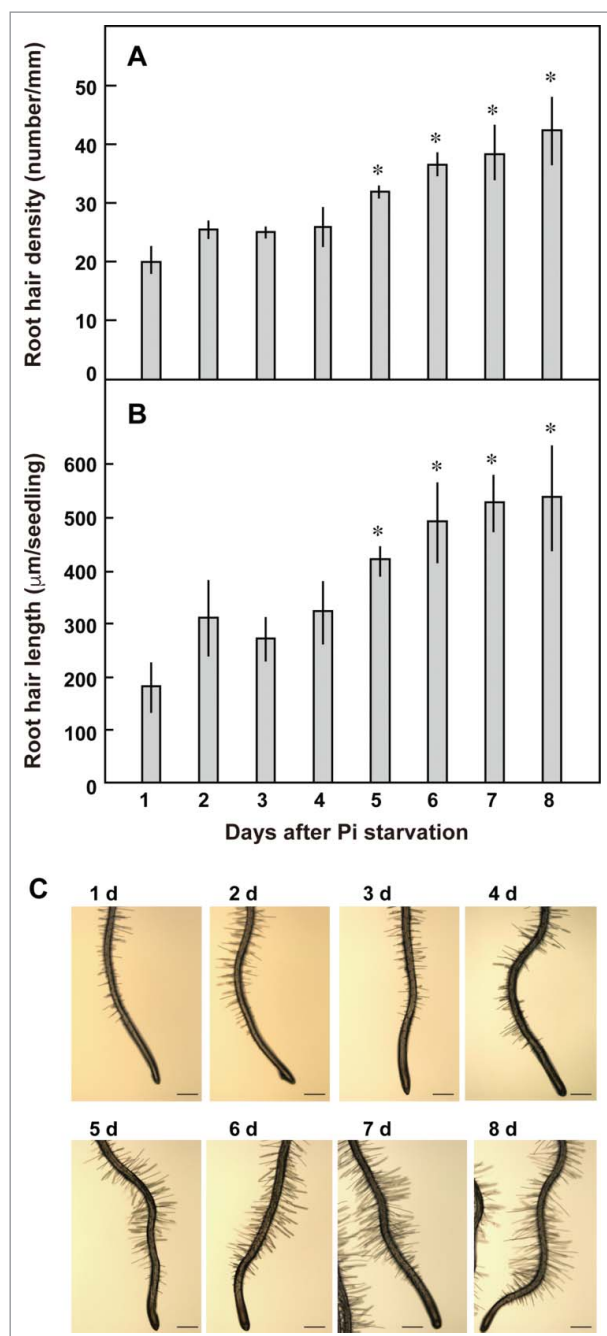 A
Root hair density (number/mm)
50
40
30
20
10
0
*
*
*
*
B
Root hair length (μm/seedling)
600
500
400
300
200
100
0
*
*
*
*
1 2 3 4 5 6 7 8
Days after Pi starvation
C
1 d 2 d 3 d 4 d
5 d 6 d 7 d 8 d